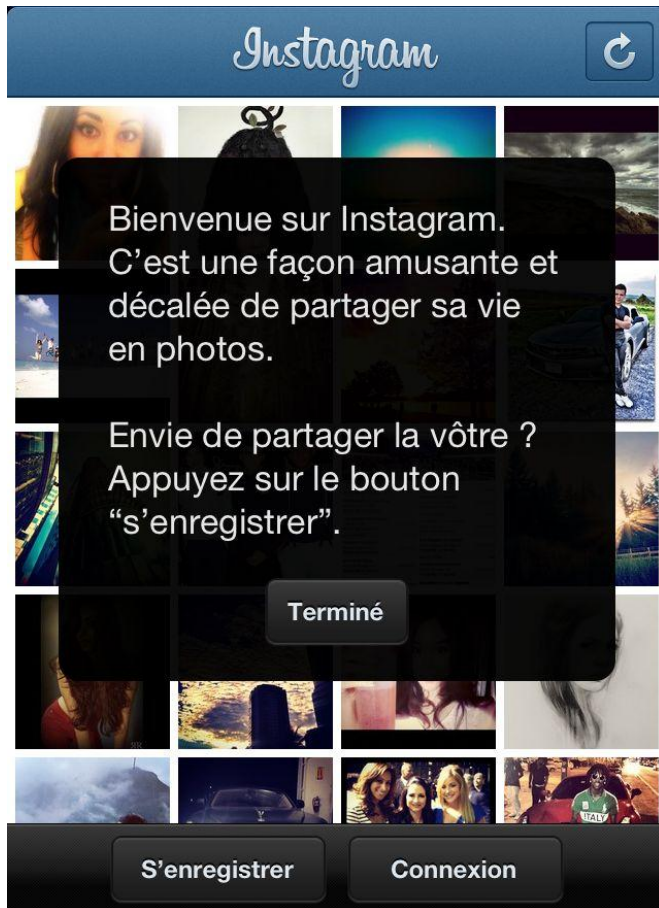 Instagram
Bienvenue sur Instagram.
C’est une façon amusante et
décalée de partager sa vie
en photos.
Envie de partager la vôtre ?
Appuyez sur le bouton
“s’enregistrer”.
Terminé
ITALY
S’enregistrer
Connexion